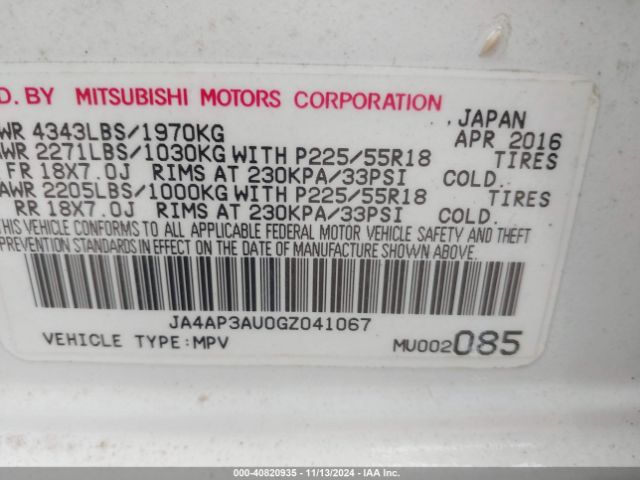 D. BY MITSUBISHI MOTORS CORPORATION
JAPAN
WR 4343LBS/1970KG APR 2016
AWR 2271LBS/1030KG WITH P225/55R18 TIRES
FR 18X7.0J RIMS AT 230KPA/33PSI COLD.
AWR 2205LBS/1000KG WITH P225/55R18 TIRES
RR 18X7.0J RIMS AT 230KPA/33PSI COLD.
THIS VEHICLE CONFORMS TO ALL APPLICABLE FEDERAL MOTOR VEHICLE SAFETY AND THEFT
PREVENTION STANDARDS IN EFFECT ON THE DATE OF MANUFACTURE SHOWN ABOVE.
JA4AP3AU0GZ041067
VEHICLE TYPE:MPV MU002085
000-40820935 - 11/13/2024 - IAA Inc.